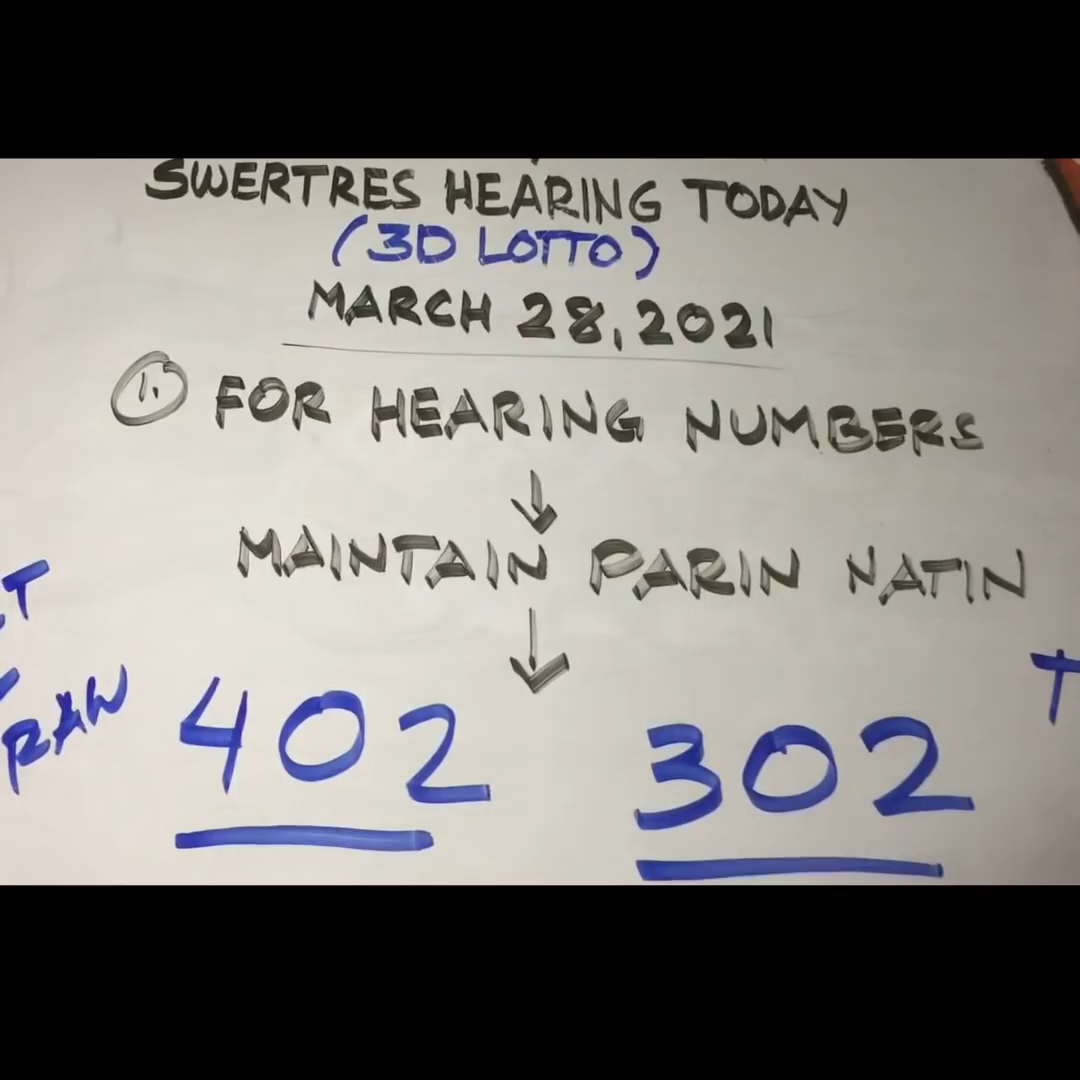 SWERTRES HEARING TODAY
(3D LOTTO)
MARCH 28, 2021
1. FOR HEARING NUMBERS
MAINTAIN PARIN NATIN
402 302